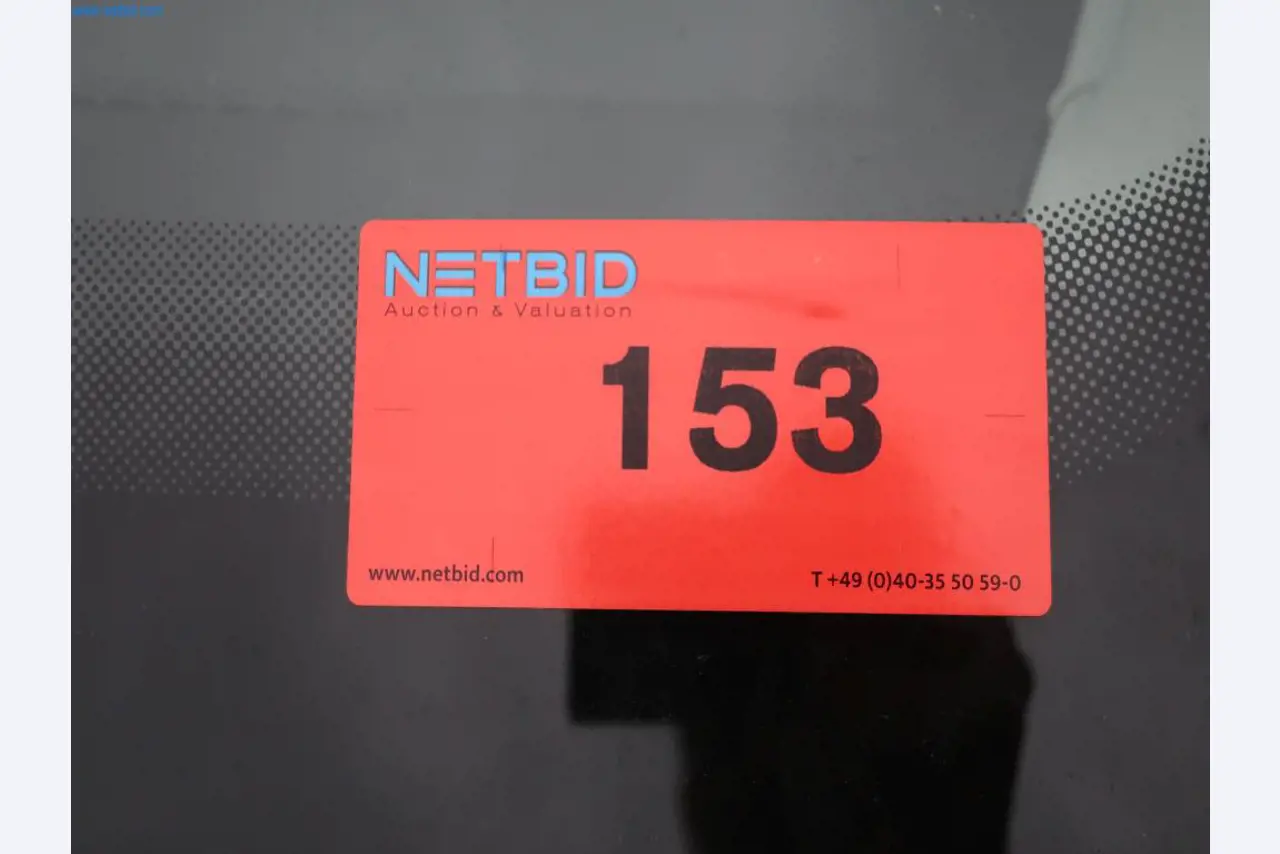 NETBID
Auction & Valuation
153
www.netbid.com
T +49 (0)40-35 50 59-0